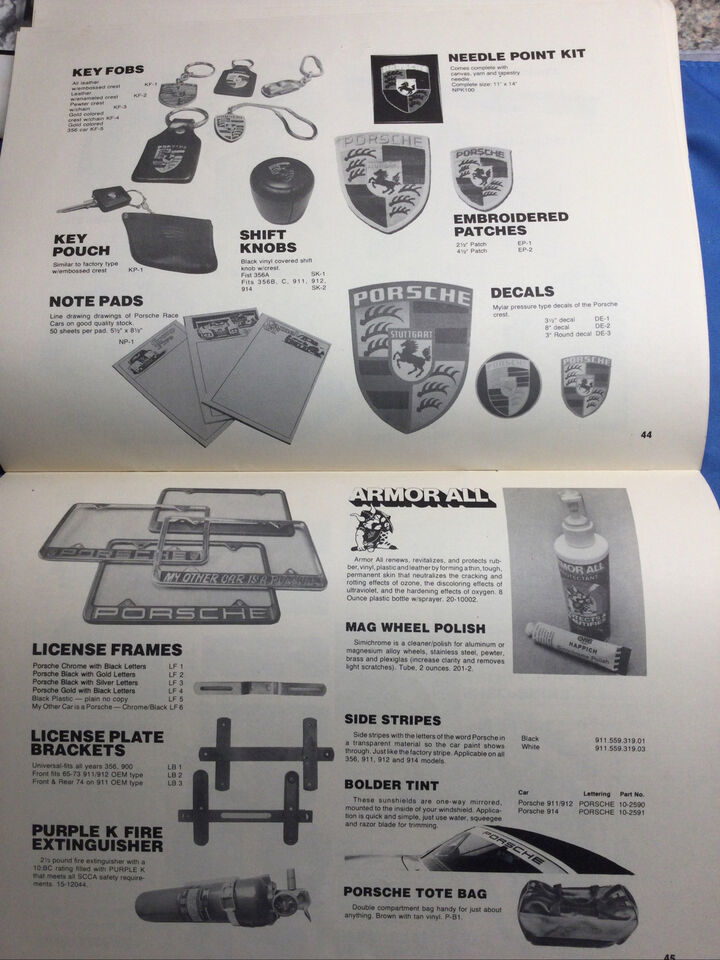 KEY FOBS
All leather
w/embossed crest KF-1
Leather
w/enameled crest KF-2
Pewter crest
w/chain KF-3
Gold colored
crest w/chain KF-4
Gold colored
356 car KF-5
NEEDLE POINT KIT
Comes complete with
canvas, yarn and tapestry
needle.
Complete size: 11" x 14"
NPK100
PORSCHE
PORSCHE
EMBROIDERED
PATCHES
2½" Patch EP-1
4½" Patch EP-2
KEY
POUCH
Similar to factory type
w/embossed crest KP-1
SHIFT
KNOBS
Black vinyl covered shift
knob w/crest.
Fist 356A SK-1
Fits 356B, C, 911, 912,
914 SK-2
NOTE PADS
Line drawing drawings of Porsche Race
Cars on good quality stock.
50 sheets per pad. 5½" x 8½"
NP-1
PORSCHE
STUTTGART
DECALS
Mylar pressure type decals of the Porsche
crest.
3½" decal DE-1
8" decal DE-2
3" Round decal DE-3
PORSCHE
44
PORSCHE
MY OTHER CAR IS A PORSCHE
PORSCHE
LICENSE FRAMES
Porsche Chrome with Black Letters LF 1
Porsche Black with Gold Letters LF 2
Porsche Black with Silver Letters LF 3
Porsche Gold with Black Letters LF 4
Black Plastic — plain no copy LF 5
My Other Car is a Porsche — Chrome/Black LF 6
LICENSE PLATE
BRACKETS
Universal-fits all years 356, 900 LB 1
Front fits 65-73 911/912 OEM type LB 2
Front & Rear 74 on 911 OEM type LB 3
PURPLE K FIRE
EXTINGUISHER
2½ pound fire extinguisher with a
10:BC rating filled with PURPLE K
that meets all SCCA safety require-
ments. 15-12044.
ARMOR ALL
Armor All renews, revitalizes, and protects rub-
ber, vinyl, plastic and leather by forming a thin, tough,
permanent skin that neutralizes the cracking and
rotting effects of ozone, the discoloring effects of
ultraviolet, and the hardening effects of oxygen. 8
Ounce plastic bottle w/sprayer. 20-10002.
MOR ALL
HAPPICH
MAG WHEEL POLISH
Simichrome is a cleaner/polish for aluminum or
magnesium alloy wheels, stainless steel, pewter,
brass and plexiglas (increase clarity and removes
light scratches). Tube, 2 ounces. 201-2.
SIDE STRIPES
Side stripes with the letters of the word Porsche in
a transparent material so the car paint shows
through. Just like the factory stripe. Applicable on all
356, 911, 912 and 914 models.
Black 911.559.319.01
White 911.559.319.03
BOLDER TINT
These sunshields are one-way mirrored,
mounted to the inside of your windshield. Applica-
tion is quick and simple, just use water, squeegee
and razor blade for trimming.
Car Lettering Part No.
Porsche 911/912 PORSCHE 10-2590
Porsche 914 PORSCHE 10-2591
PORSCHE
PORSCHE TOTE BAG
Double compartment bag handy for just about
anything. Brown with tan vinyl. P-B1.
45